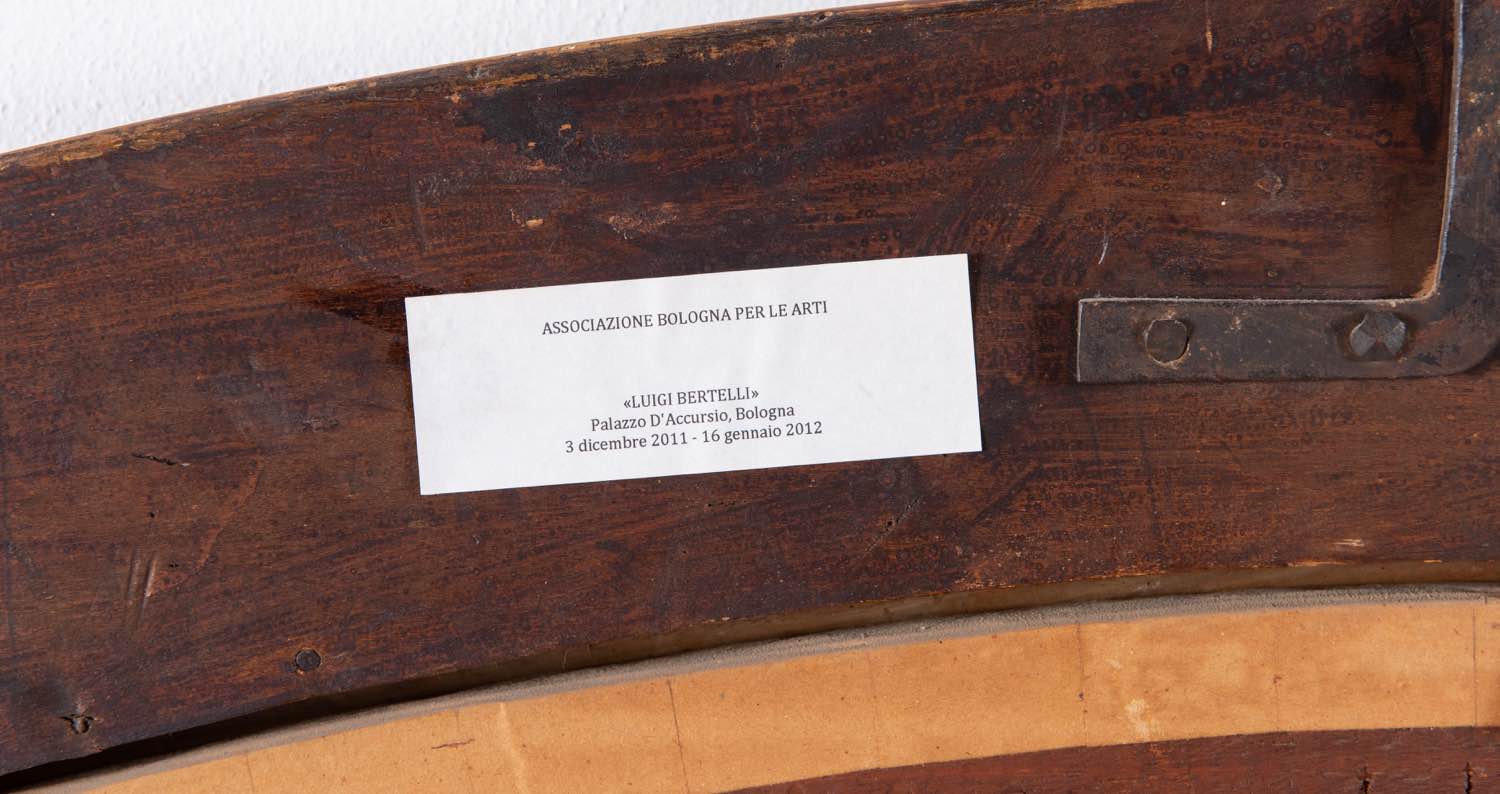 ASSOCIAZIONE BOLOGNA PER LE ARTI
«LUIGI BERTELLI»
Palazzo D'Accursio, Bologna
3 dicembre 2011 - 16 gennaio 2012